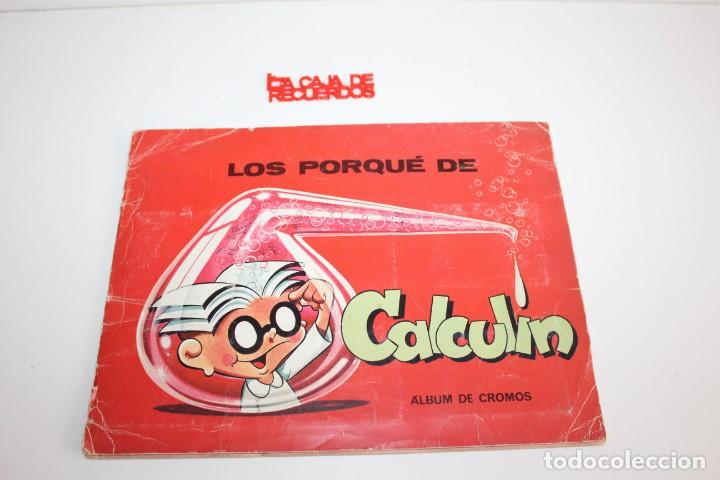 LA CAJA DE
RECUERDOS
LOS PORQUÉ DE
Calculin
ALBUM DE CROMOS
todocoleccion